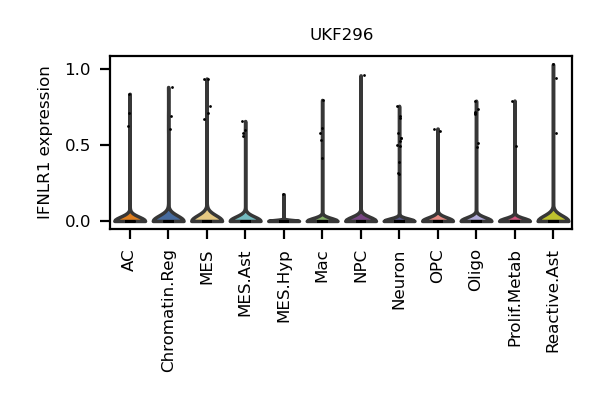 UKF296
IFNLR1 expression
1.0
0.5
0.0
AC
Chromatin.Reg
MES
MES.Ast
MES.Hyp
Mac
NPC
Neuron
OPC
Oligo
Prolif.Metab
Reactive.Ast